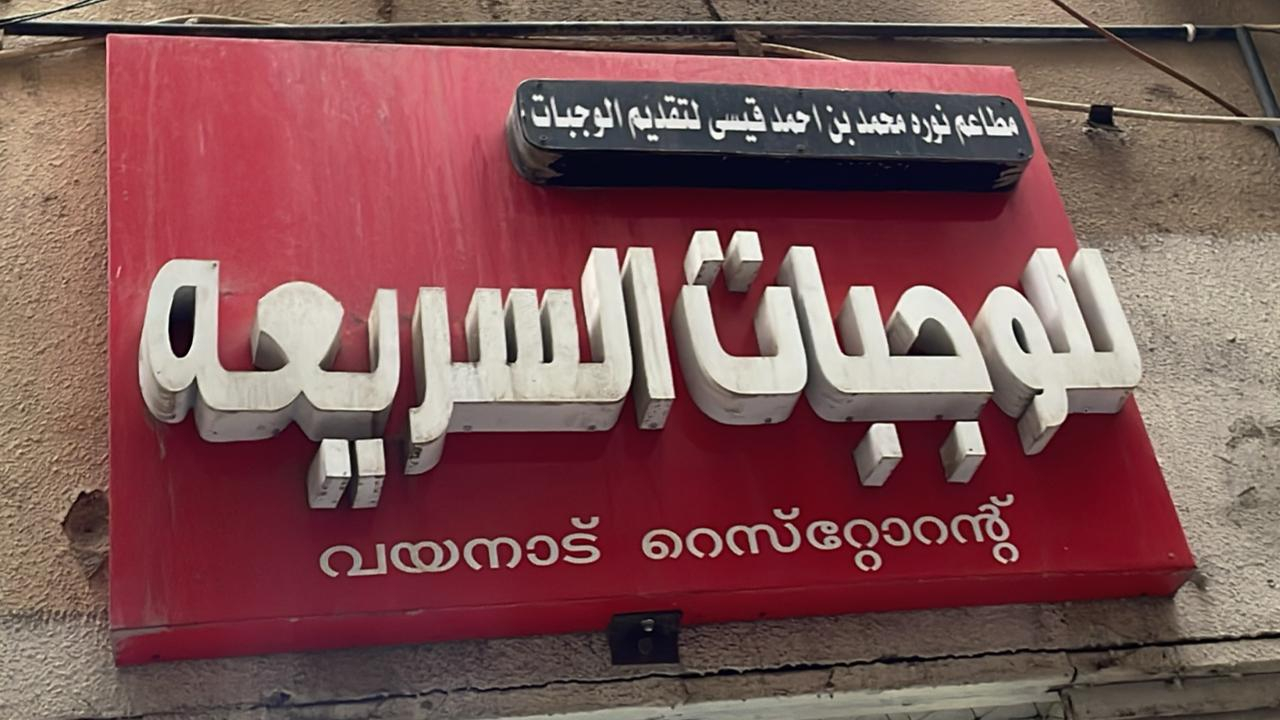 مطاعم نوره محمد بن احمد قيسى لتقديم الوجبات
للوجبات السريعه
വയനാട് റെസ്റ്റോറന്റ്